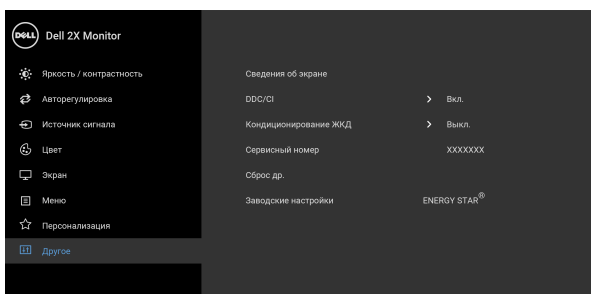 DELL Dell 2X Monitor
Яркость / контрастность
Сведения об экране
Авторегулировка
DDC/CI > Вкл.
Источник сигнала
Кондиционирование ЖКД > Выкл.
Цвет
Сервисный номер XXXXXXX
Экран
Сброс др.
Меню
Заводские настройки ENERGY STAR®
Персонализация
Другое